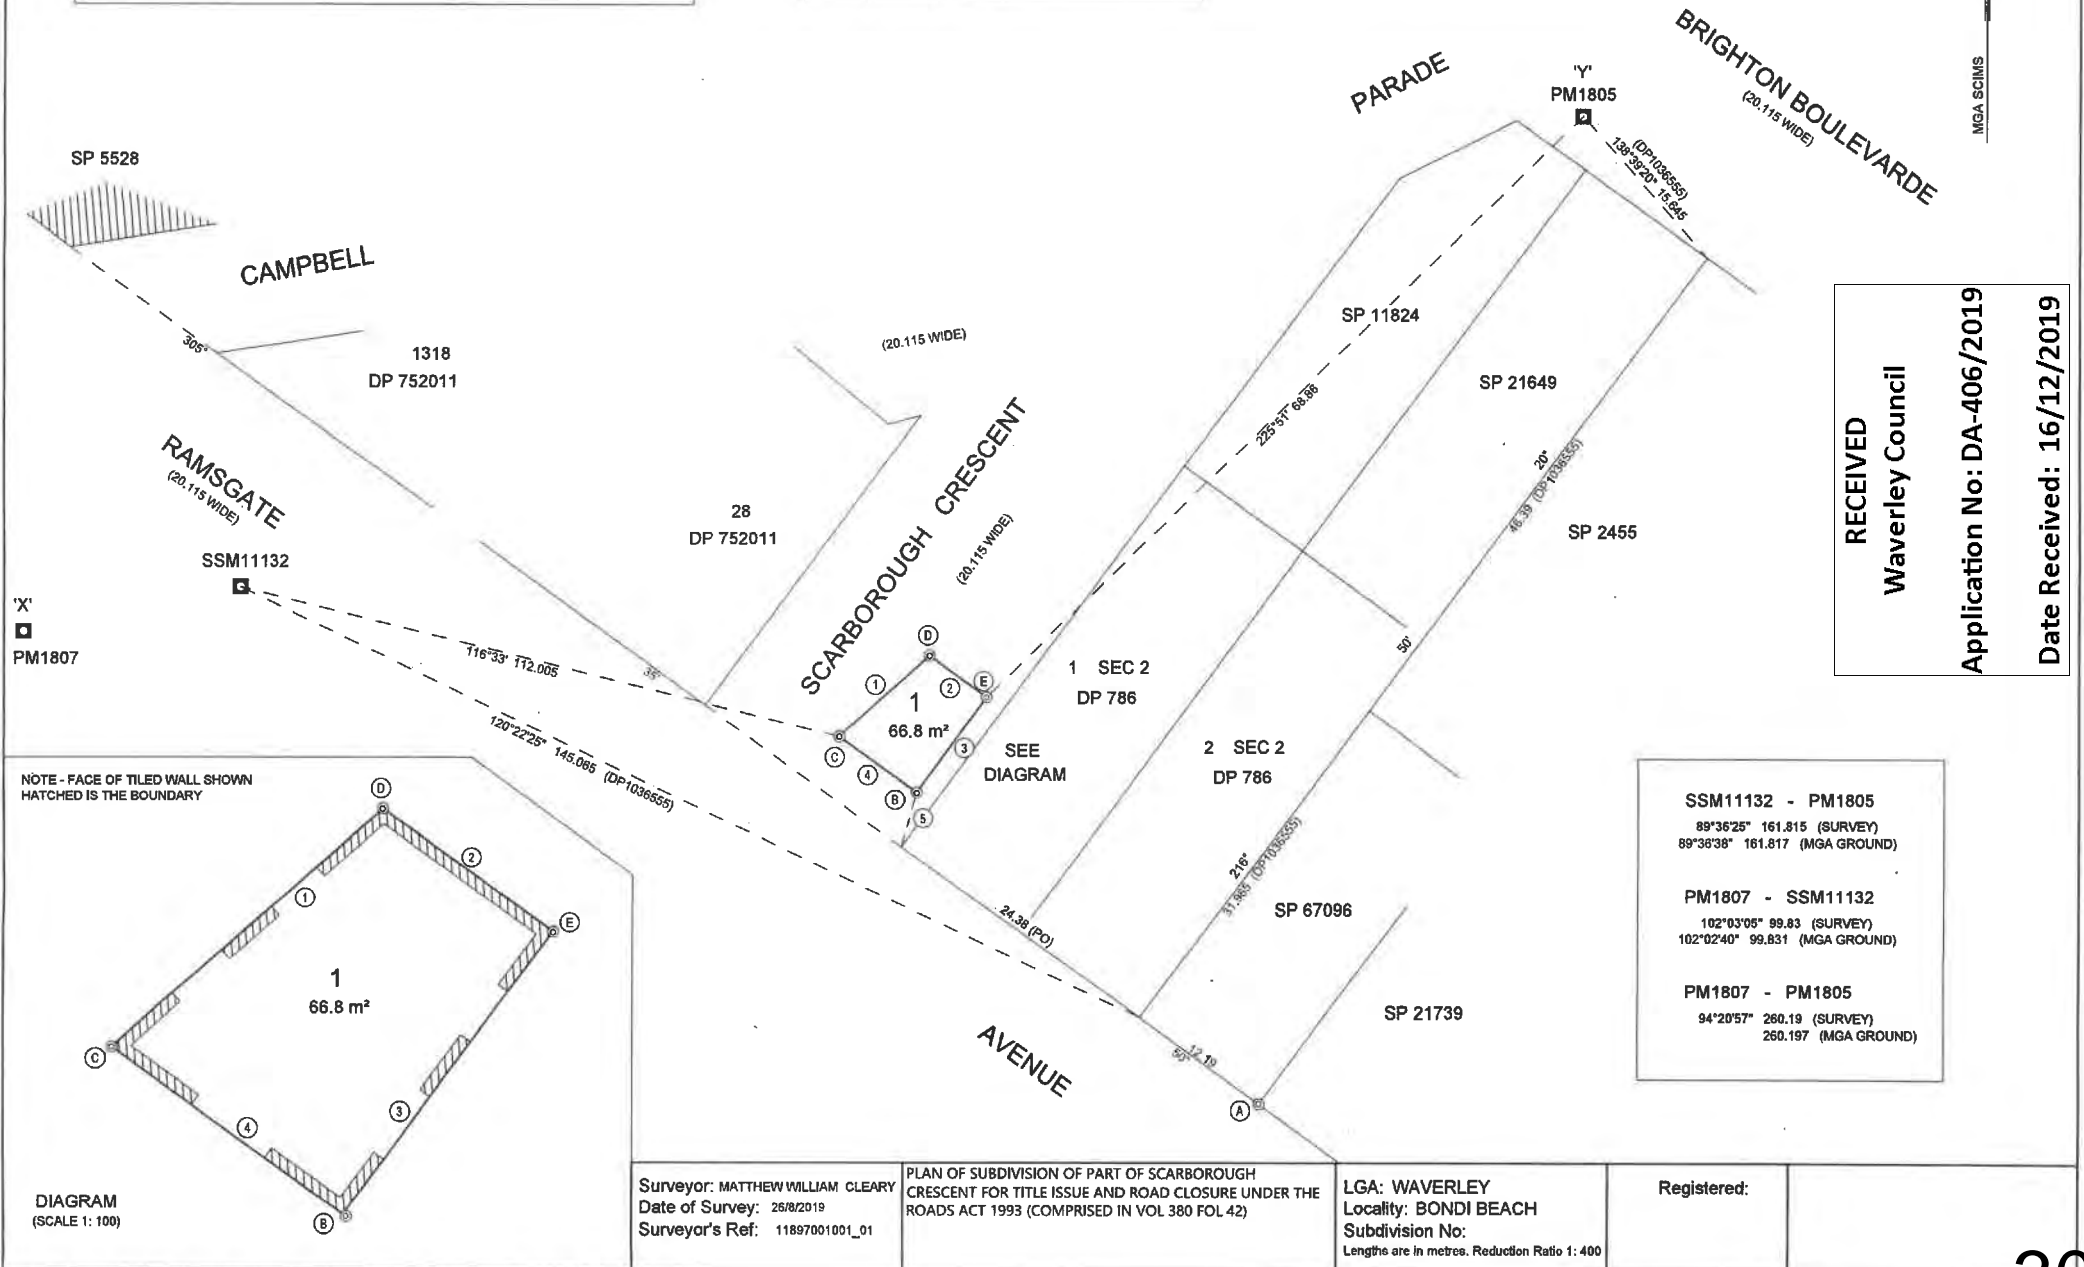 BRIGHTON BOULEVARDE
(20.115 WIDE)
MGA SCIMS
PARADE
'Y'
PM1805
(DP1036555)
138°39'20" 15.645
SP 5528
CAMPBELL
305°
1318
DP 752011
(20.115 WIDE)
SP 11824
SP 21649
225°51' 68.86
RAMSGATE
(20.115 WIDE)
SCARBOROUGH CRESCENT
(20.115 WIDE)
28
DP 752011
20"
46.39 (DP1036555)
SP 2455
SSM11132
'X'
PM1807
116°33' 112.005
35'
120°22'25" 145.065 (DP1036555)
D
1
2
E
1
66.8 m²
C
4
3
B
5
SEE
DIAGRAM
1 SEC 2
DP 786
50'
2 SEC 2
DP 786
216°
31.965 (DP1036555)
24.38 (PO)
SP 67096
SP 21739
AVENUE
12.19
50"
A
RECEIVED
Waverley Council
Application No: DA-406/2019
Date Received: 16/12/2019
SSM11132 - PM1805
89°36'25" 161.815 (SURVEY)
89°36'38" 161.817 (MGA GROUND)
PM1807 - SSM11132
102°03'05" 99.83 (SURVEY)
102°02'40" 99.831 (MGA GROUND)
PM1807 - PM1805
94°20'57" 260.19 (SURVEY)
260.197 (MGA GROUND)
NOTE - FACE OF TILED WALL SHOWN
HATCHED IS THE BOUNDARY
D
2
1
E
1
66.8 m²
C
3
4
B
DIAGRAM
(SCALE 1: 100)
Surveyor: MATTHEW WILLIAM CLEARY
Date of Survey: 26/8/2019
Surveyor's Ref: 11897001001_01
PLAN OF SUBDIVISION OF PART OF SCARBOROUGH
CRESCENT FOR TITLE ISSUE AND ROAD CLOSURE UNDER THE
ROADS ACT 1993 (COMPRISED IN VOL 380 FOL 42)
LGA: WAVERLEY
Locality: BONDI BEACH
Subdivision No:
Lengths are in metres. Reduction Ratio 1: 400
Registered: